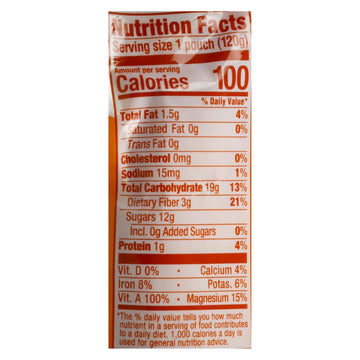 Nutrition Facts
Serving size 1 pouch (120g)
Amount per serving
Calories 100
% Daily Value*
Total Fat 1.5g 4%
Saturated Fat 0g 0%
Trans Fat 0g
Cholesterol 0mg 0%
Sodium 15mg 1%
Total Carbohydrate 19g 13%
Dietary Fiber 3g 21%
Sugars 12g
Incl. 0g Added Sugars 0%
Protein 1g 4%
Vit. D 0% • Calcium 4%
Iron 8% • Potas. 6%
Vit. A 100% • Magnesium 15%
*The % daily value tells you how much
nutrient in a serving of food contributes
to a daily diet. 1,000 calories a day is
used for general nutrition advice.